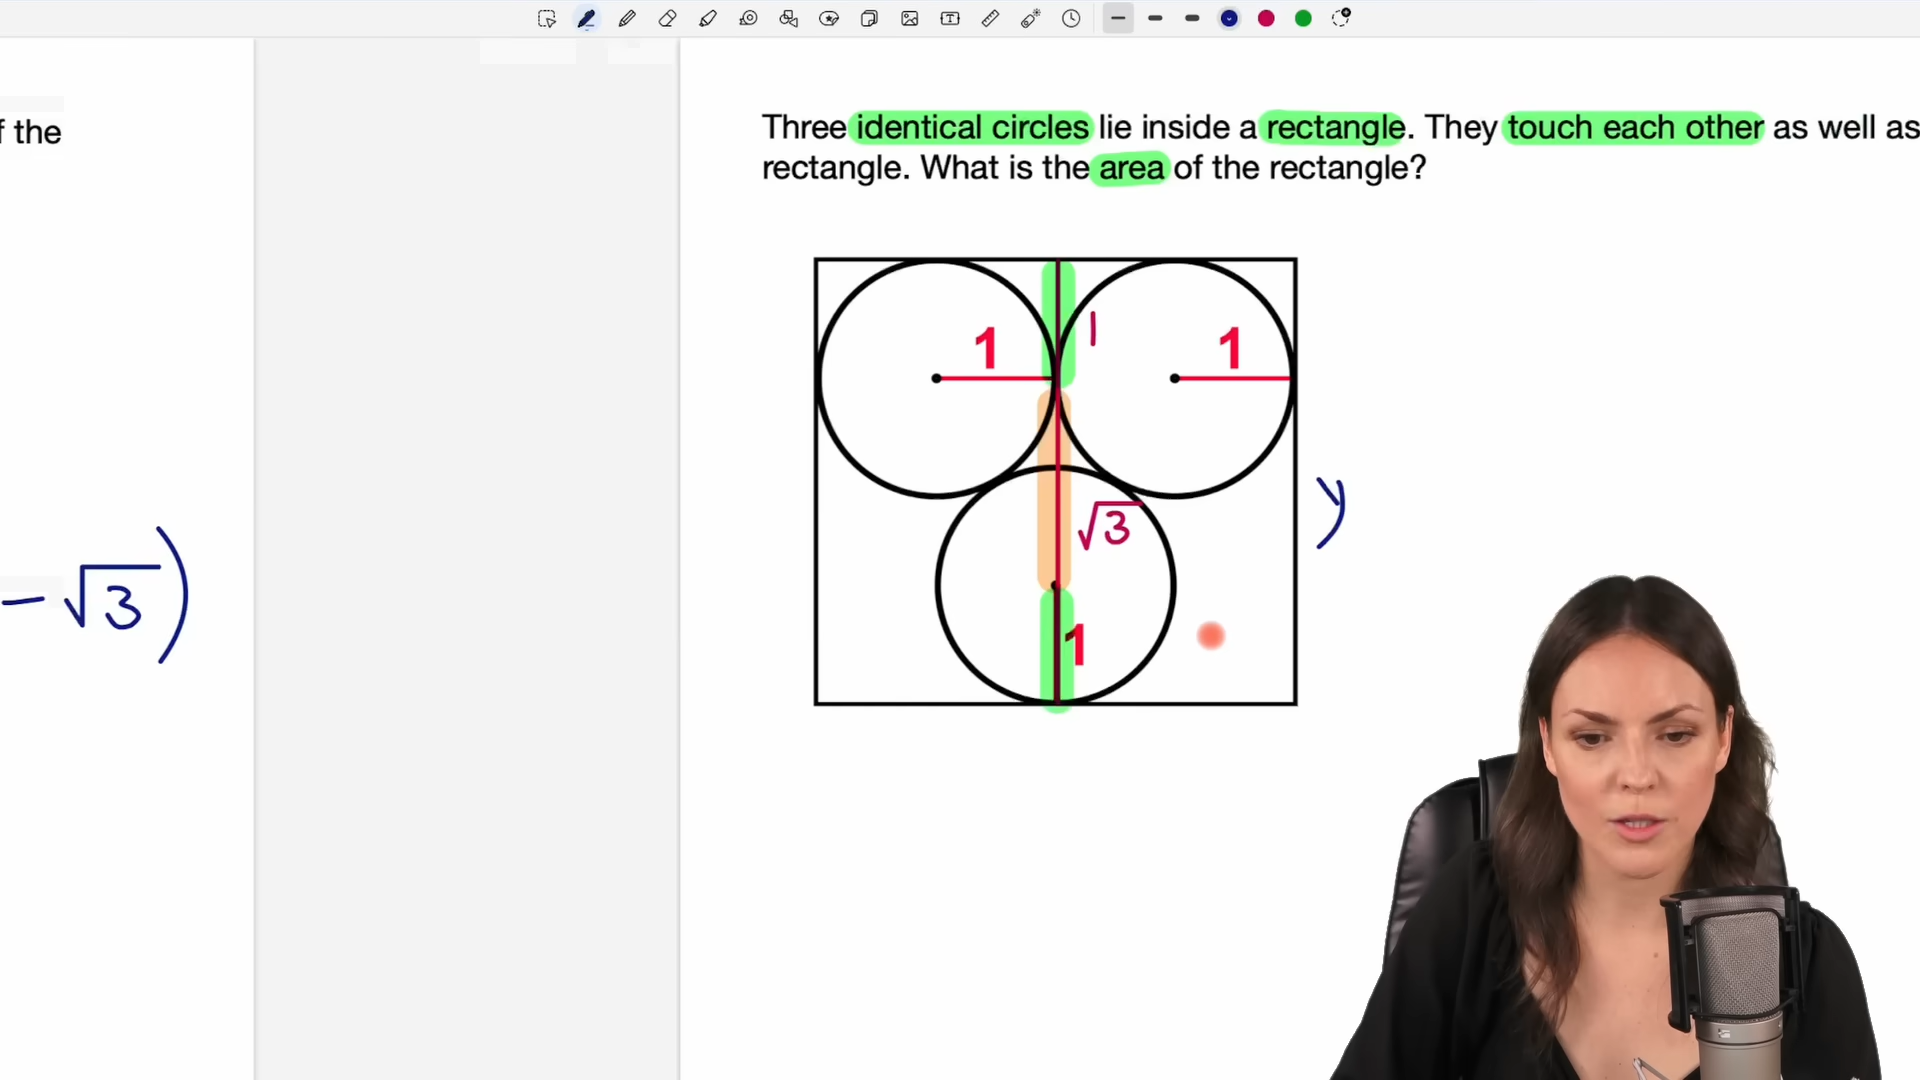 f the
− √3)
Three identical circles lie inside a rectangle. They touch each other as well as
rectangle. What is the area of the rectangle?
1
1
1
√3
y
1